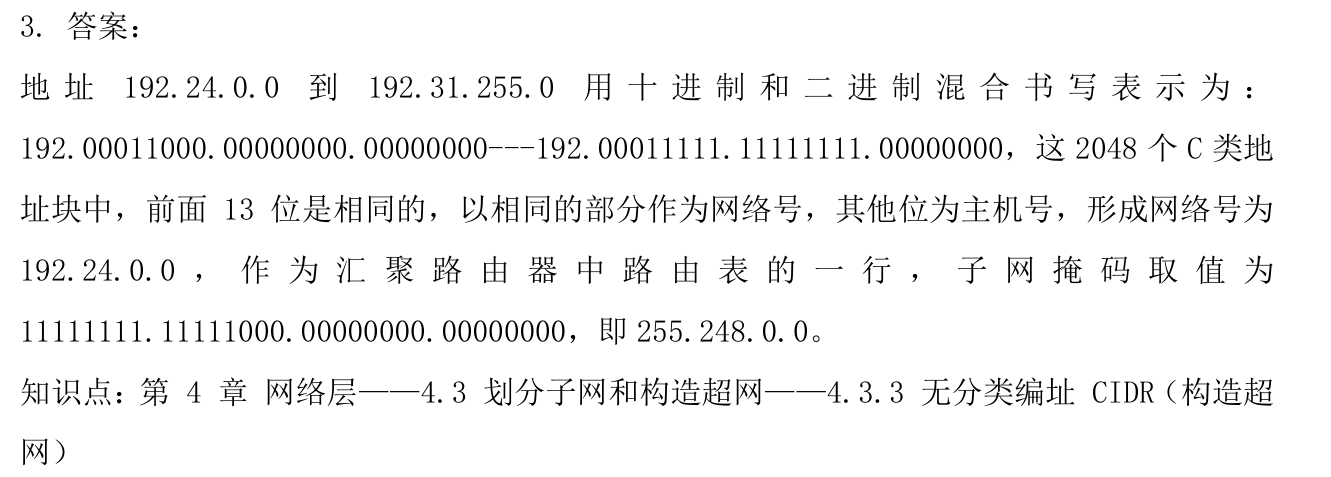 3. 答案：
地址 192.24.0.0 到 192.31.255.0 用十进制和二进制混合书写表示为：
192.00011000.00000000.00000000---192.00011111.11111111.00000000，这 2048 个 C 类地
址块中，前面 13 位是相同的，以相同的部分作为网络号，其他位为主机号，形成网络号为
192.24.0.0，作为汇聚路由器中路由表的一行，子网掩码取值为
11111111.11111000.00000000.00000000，即 255.248.0.0。
知识点：第 4 章 网络层——4.3 划分子网和构造超网——4.3.3 无分类编址 CIDR（构造超
网）